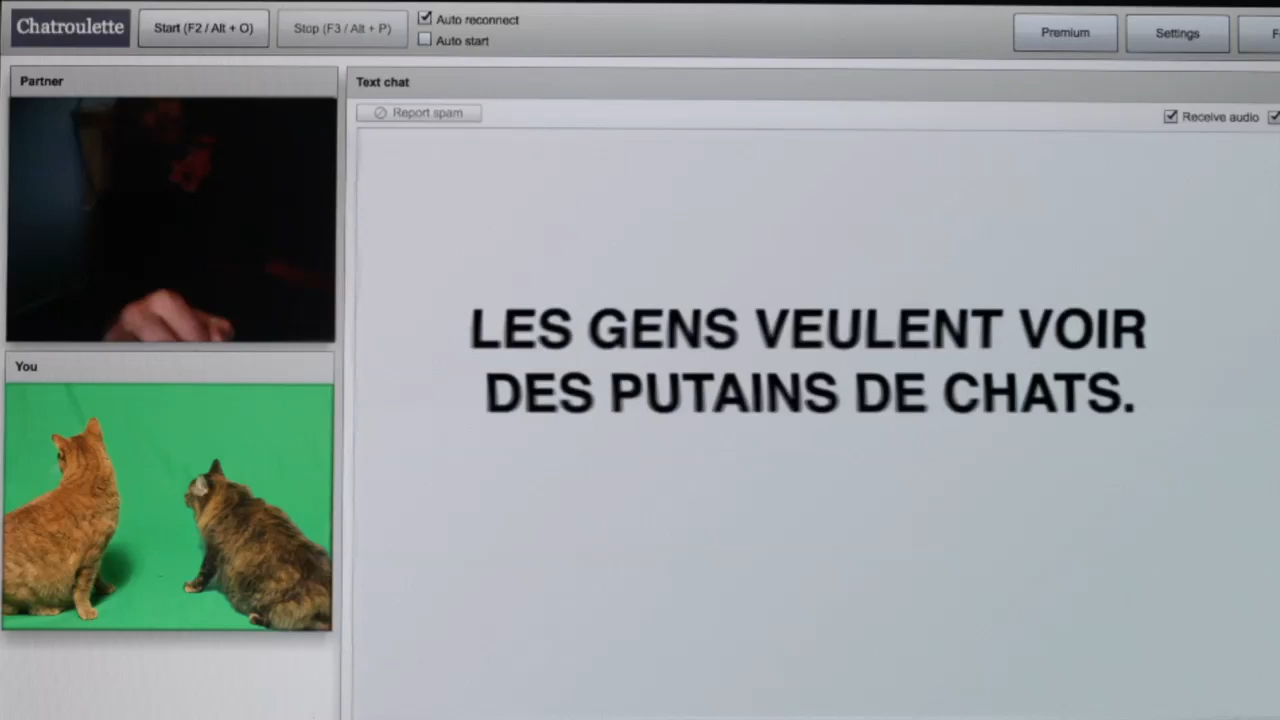 Chatroulette
Start (F2 / Alt + O)
Stop (F3 / Alt + P)
Auto reconnect
Auto start
Premium
Settings
Partner
Text chat
Report spam
Receive audio
You
LES GENS VEULENT VOIR
DES PUTAINS DE CHATS.